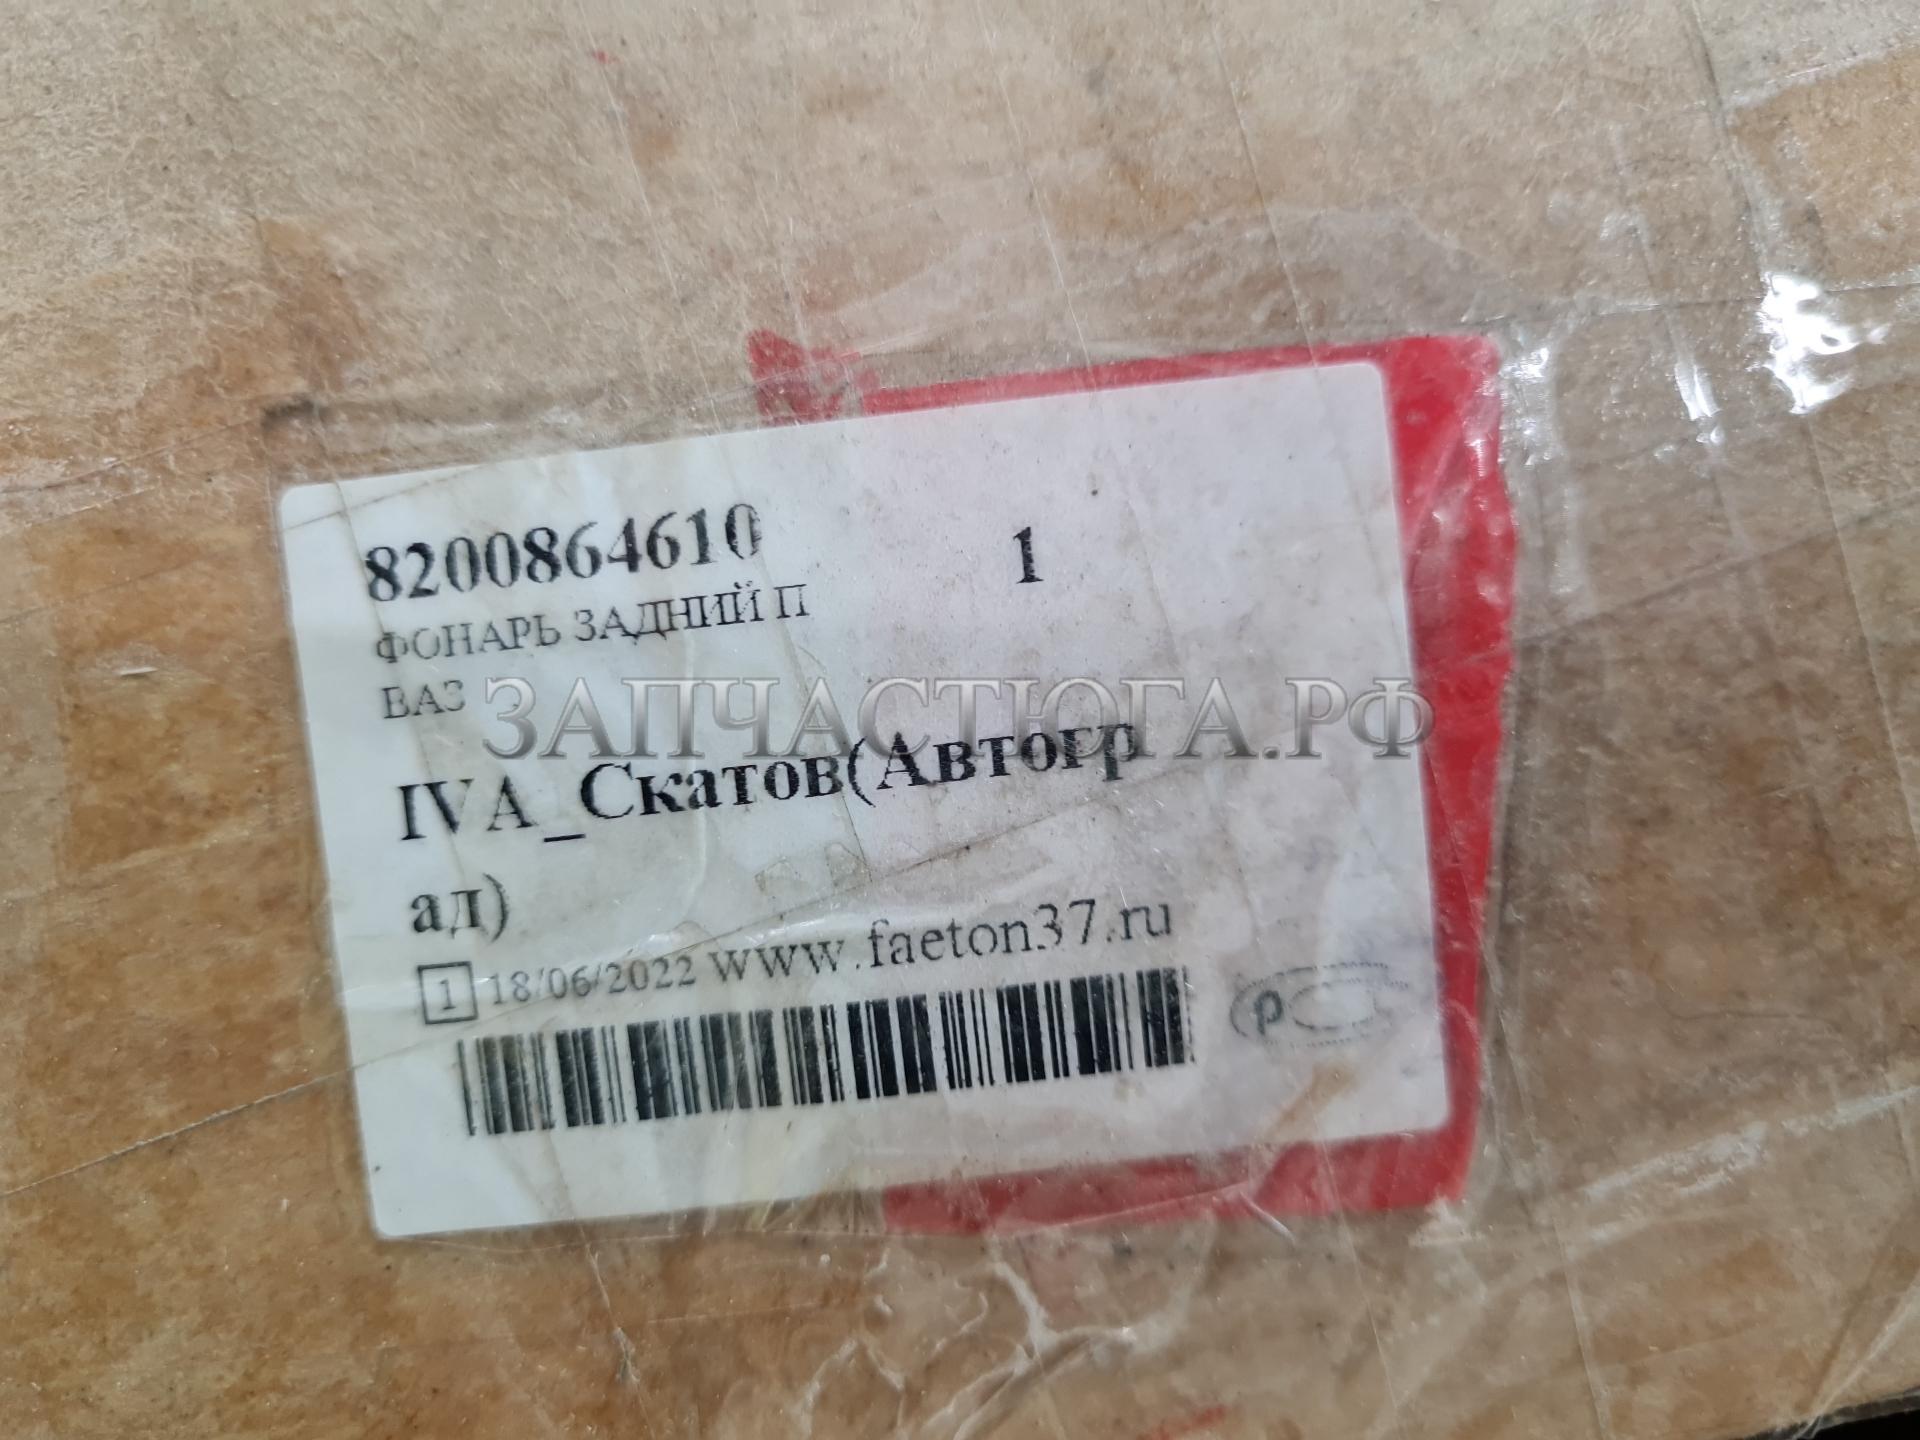 8200864610 1
ФОНАРЬ ЗАДНИЙ П
ВАЗ
ЗАПЧАСТЮГА.РФ
IVA_Скатов(Автогр
ад)
1 18/06/2022 www.faeton37.ru